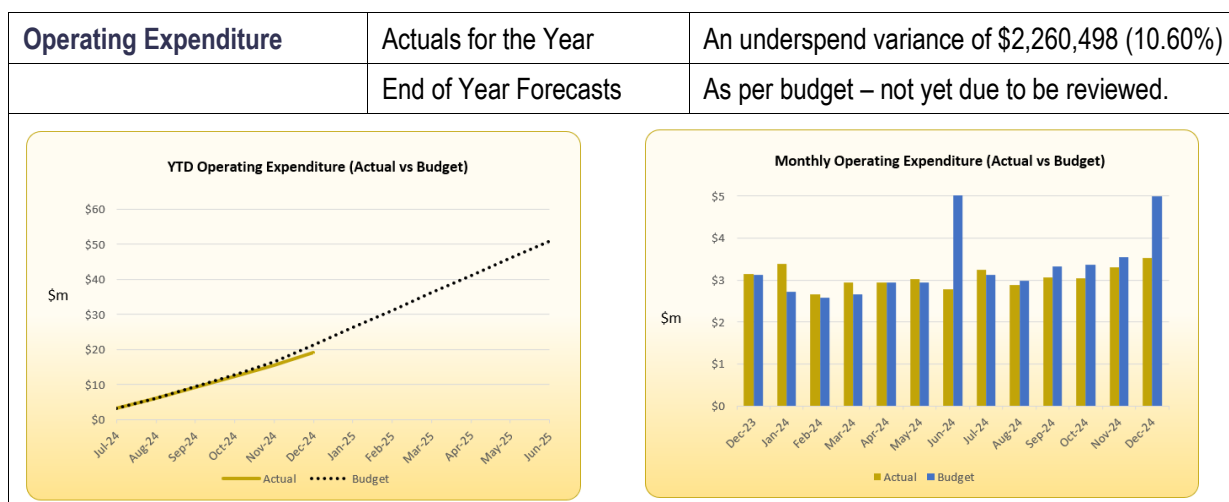 Operating Expenditure
Actuals for the Year
An underspend variance of $2,260,498 (10.60%)
End of Year Forecasts
As per budget – not yet due to be reviewed.
YTD Operating Expenditure (Actual vs Budget)
$60
$50
$40
$m
$30
$20
$10
$0
Jul-24
Aug-24
Sep-24
Oct-24
Nov-24
Dec-24
Jan-25
Feb-25
Mar-25
Apr-25
May-25
Jun-25
Actual
Budget
Monthly Operating Expenditure (Actual vs Budget)
$5
$4
$3
$m
$2
$1
$0
Dec-23
Jan-24
Feb-24
Mar-24
Apr-24
May-24
Jun-24
Jul-24
Aug-24
Sep-24
Oct-24
Nov-24
Dec-24
Actual
Budget